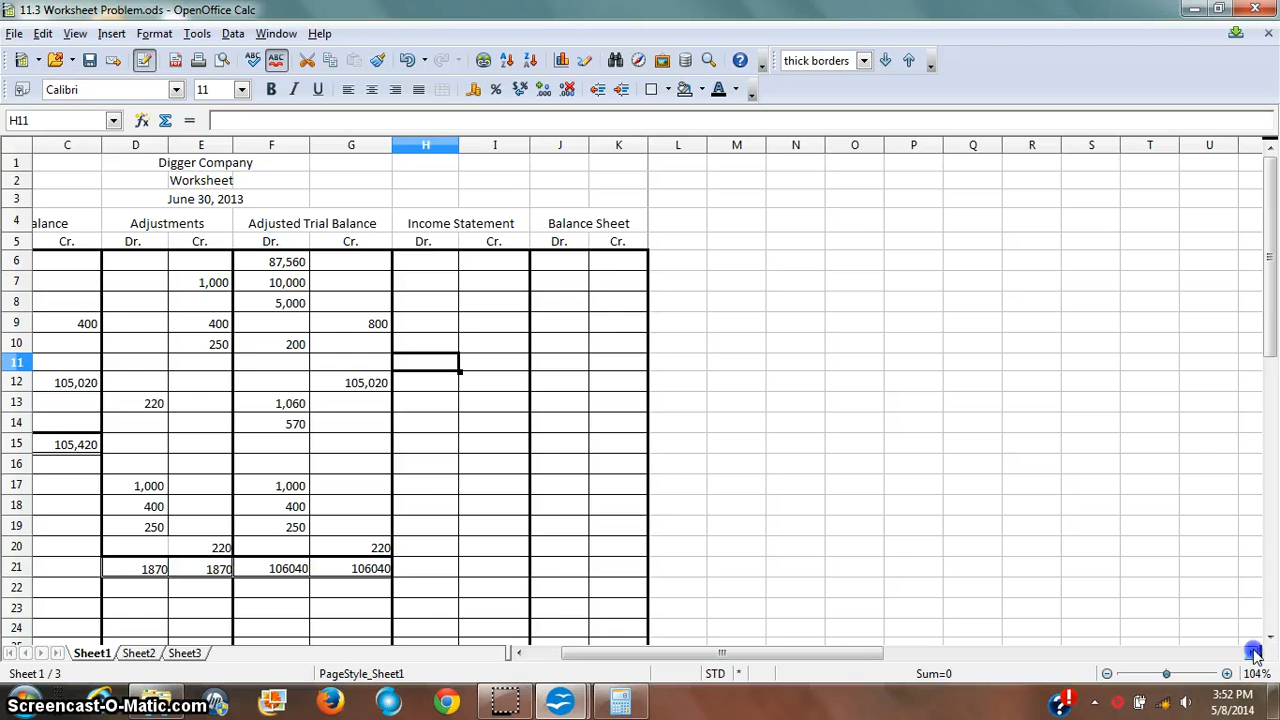 11.3 Worksheet Problem.ods - OpenOffice Calc
File Edit View Insert Format Tools Data Window Help
ABC ABC thick borders
Calibri 11 B I U A
H11 =
C D E F G H I J K L M N O P Q R S T U
1 Digger Company
2 Worksheet
3 June 30, 2013
4 alance Adjustments Adjusted Trial Balance Income Statement Balance Sheet
5 Cr. Dr. Cr. Dr. Cr. Dr. Cr. Dr. Cr.
6 87,560
7 1,000 10,000
8 5,000
9 400 400 800
10 250 200
11
12 105,020 105,020
13 220 1,060
14 570
15 105,420
16
17 1,000 1,000
18 400 400
19 250 250
20 220 220
21 1870 1870 106040 106040
22
23
24
Sheet1 Sheet2 Sheet3
Sheet 1 / 3 PageStyle_Sheet1 STD * Sum=0 104%
Screencast-O-Matic.com
3:52 PM
5/8/2014